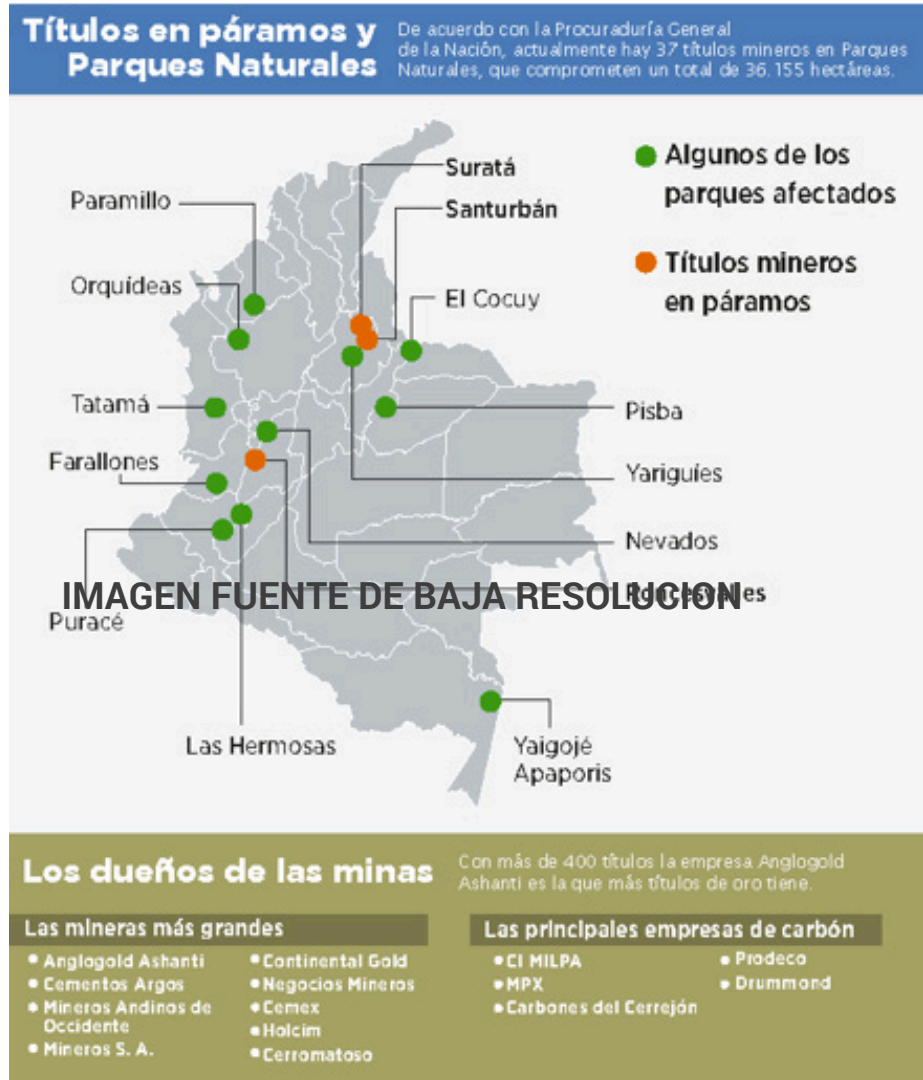 Títulos en páramos y
Parques Naturales
De acuerdo con la Procuraduría General
de la Nación, actualmente hay 37 títulos mineros en Parques
Naturales, que comprometen un total de 36.155 hectáreas.
Suratá
Santurbán
Paramillo
Orquídeas
El Cocuy
Algunos de los
parques afectados
Títulos mineros
en páramos
Tatamá
Farallones
Pisba
Yariguíes
Nevados
Roncesvalles
IMAGEN FUENTE DE BAJA RESOLUCION
Puracé
Las Hermosas
Yaigojé
Apaporis
Los dueños de las minas
Con más de 400 títulos la empresa Anglogold
Ashanti es la que más títulos de oro tiene.
Las mineras más grandes
• Anglogold Ashanti
• Cementos Argos
• Mineros Andinos de
Occidente
• Mineros S. A.
• Continental Gold
• Negocios Mineros
• Cemex
• Holcim
• Cerromatoso
Las principales empresas de carbón
• CI MILPA
• MPX
• Carbones del Cerrejón
• Prodeco
• Drummond